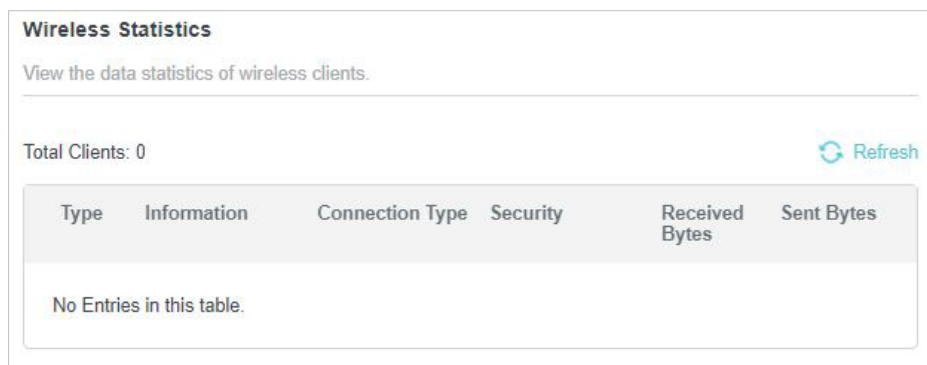 Wireless Statistics
View the data statistics of wireless clients.
Total Clients: 0
Refresh
Type Information Connection Type Security Received Bytes Sent Bytes
No Entries in this table.